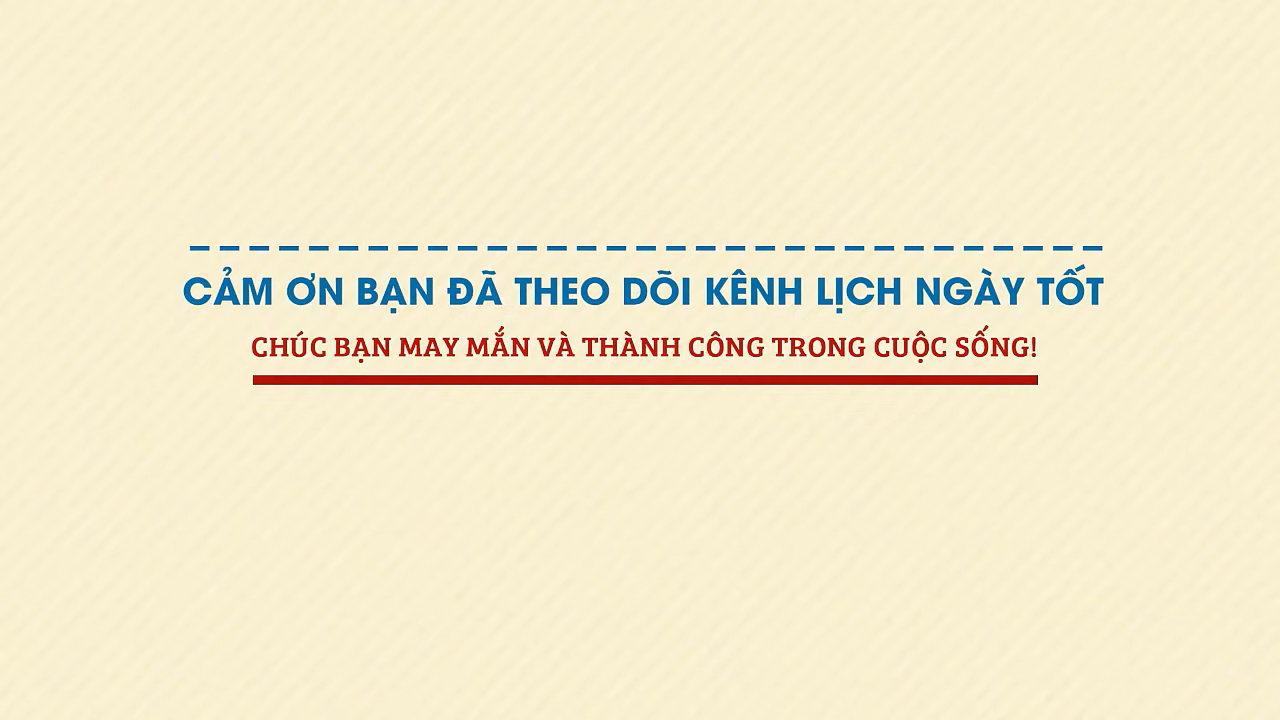 CẢM ƠN BẠN ĐÃ THEO DÕI KÊNH LỊCH NGÀY TỐT
CHÚC BẠN MAY MẮN VÀ THÀNH CÔNG TRONG CUỘC SỐNG!